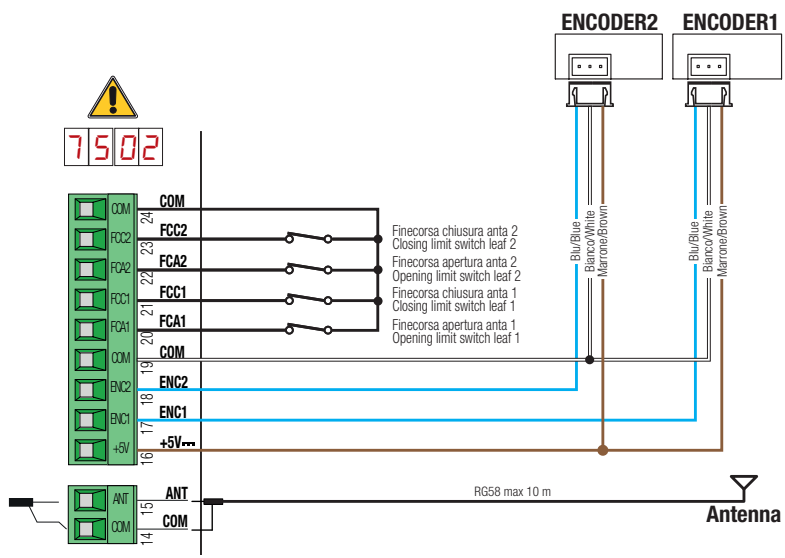 ENCODER2
ENCODER1
7502
COM
24
COM
FCC2
23
FCC2
Finecorsa chiusura anta 2
Closing limit switch leaf 2
FCA2
22
FCA2
Finecorsa apertura anta 2
Opening limit switch leaf 2
FCC1
21
FCC1
Finecorsa chiusura anta 1
Closing limit switch leaf 1
FCA1
20
FCA1
Finecorsa apertura anta 1
Opening limit switch leaf 1
COM
19
COM
ENC2
18
ENC2
ENC1
17
ENC1
+5V
16
+5V
Blu/Blue
Bianco/White
Marrone/Brown
Blu/Blue
Bianco/White
Marrone/Brown
ANT
15
ANT
RG58 max 10 m
Antenna
COM
14
COM